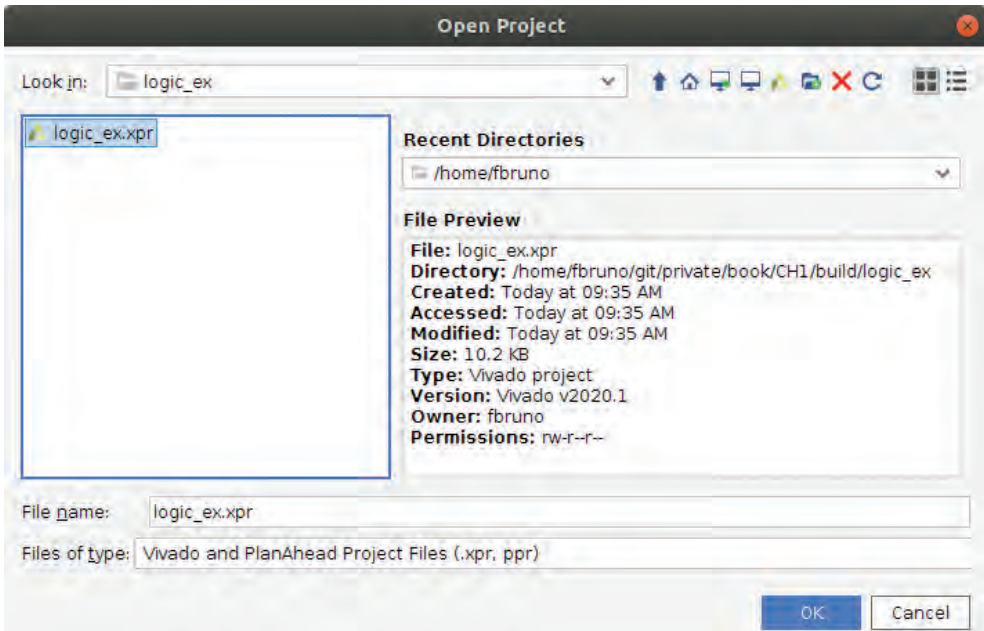 Open Project
Look in: logic_ex
logic_ex.xpr
Recent Directories
/home/fbruno
File Preview
File: logic_ex.xpr
Directory: /home/fbruno/git/private/book/CH1/build/logic_ex
Created: Today at 09:35 AM
Accessed: Today at 09:35 AM
Modified: Today at 09:35 AM
Size: 10.2 KB
Type: Vivado project
Version: Vivado v2020.1
Owner: fbruno
Permissions: rw-r--r--
File name: logic_ex.xpr
Files of type: Vivado and PlanAhead Project Files (.xpr, ppr)
OK Cancel